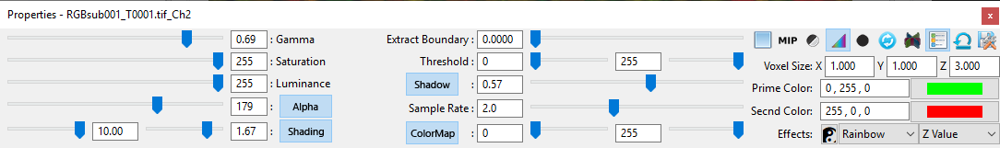 Properties - RGBsub001_T0001.tif_Ch2 x
0.69 : Gamma Extract Boundary : 0.0000 MIP
255 : Saturation Threshold : 0 255 Voxel Size: X 1.000 Y 1.000 Z 3.000
255 : Luminance Shadow : 0.57 Prime Color: 0 , 255 , 0
179 : Alpha Sample Rate : 2.0 Secnd Color: 255 , 0 , 0
10.00 1.67 : Shading ColorMap : 0 255 Effects: Rainbow Z Value